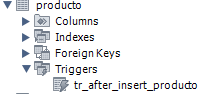 producto
Columns
Indexes
Foreign Keys
Triggers
tr_after_insert_producto